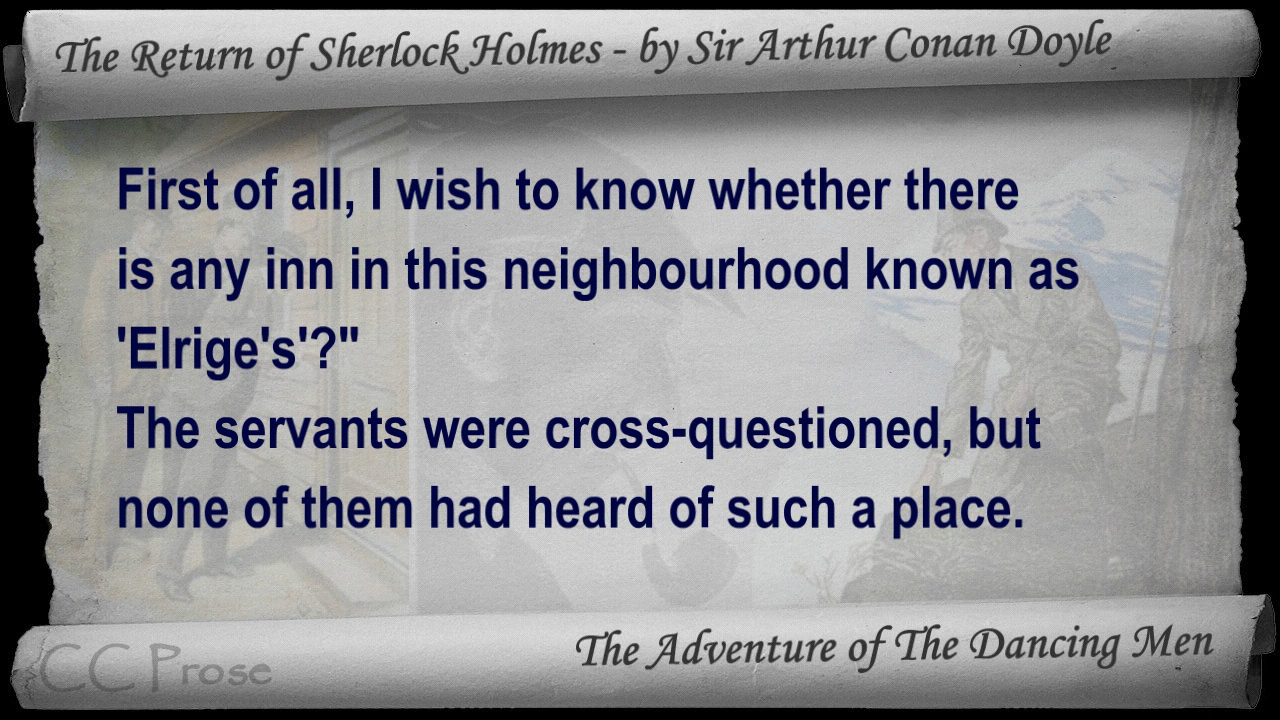 The Return of Sherlock Holmes - by Sir Arthur Conan Doyle
First of all, I wish to know whether there
is any inn in this neighbourhood known as
'Elrige's'?"
The servants were cross-questioned, but
none of them had heard of such a place.
The Adventure of The Dancing Men
CC Prose